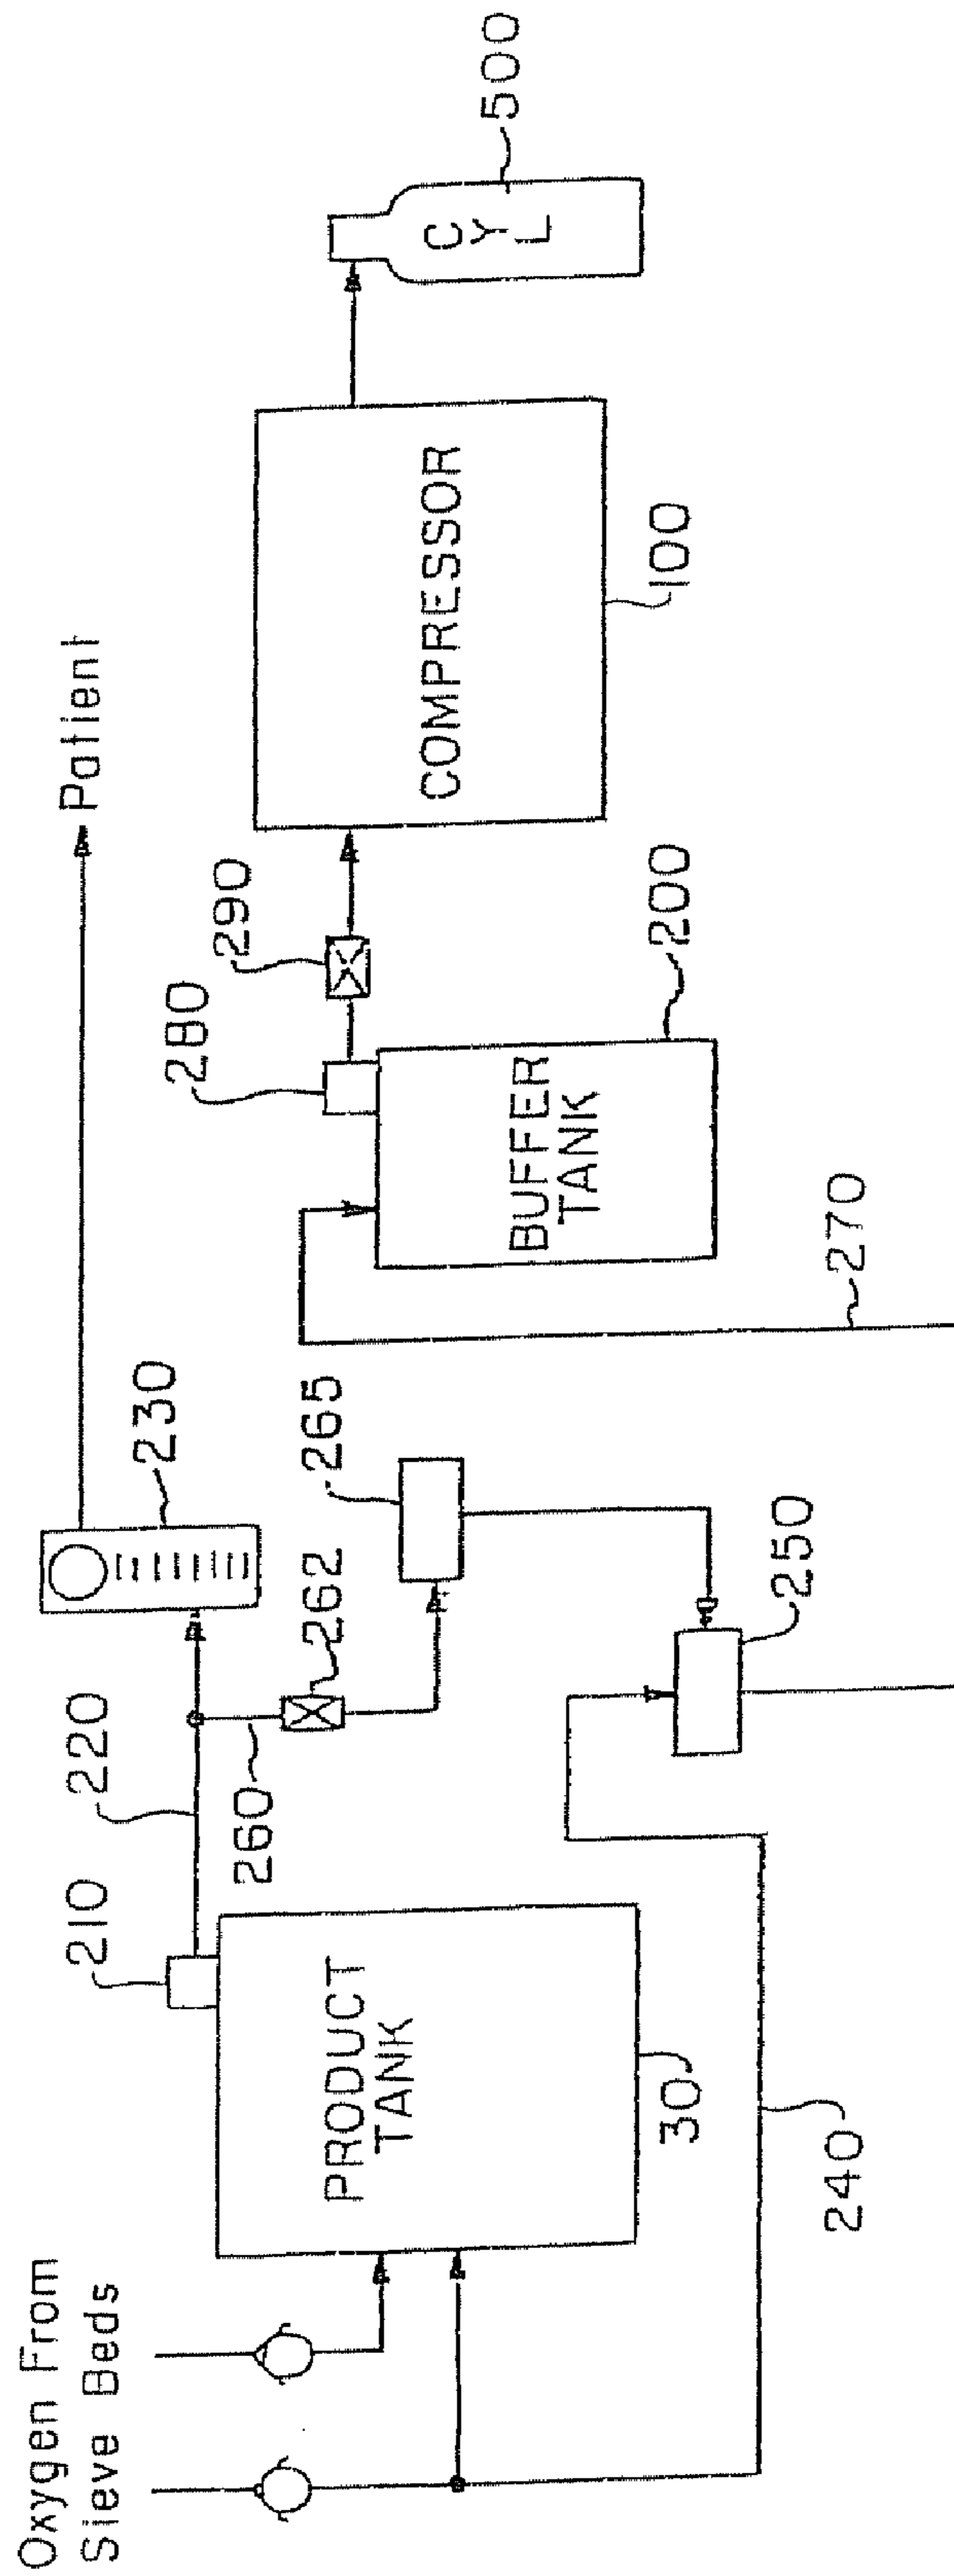 Oxygen From
Sieve Beds
210
220
230
Patient
260
262
265
280
290
PRODUCT
TANK
30
240
250
270
BUFFER
TANK
200
COMPRESSOR
100
CYL
500